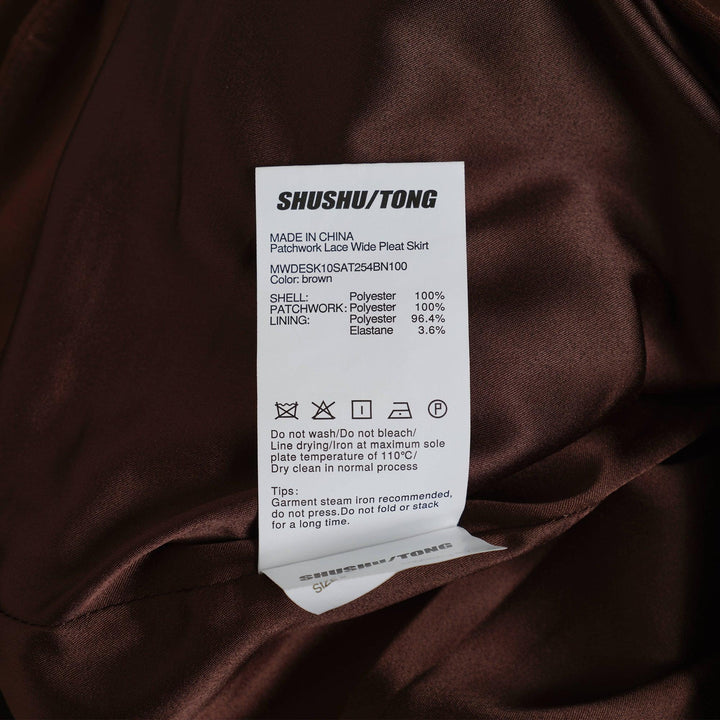 SHUSHU/TONG
MADE IN CHINA
Patchwork Lace Wide Pleat Skirt
MWDESK10SAT254BN100
Color: brown
SHELL: Polyester 100%
PATCHWORK: Polyester 100%
LINING: Polyester 96.4%
Elastane 3.6%
Do not wash/Do not bleach/
Line drying/Iron at maximum sole
plate temperature of 110℃/
Dry clean in normal process
Tips:
Garment steam iron recommended,
do not press.Do not fold or stack
for a long time.
SHUSHU/TONG